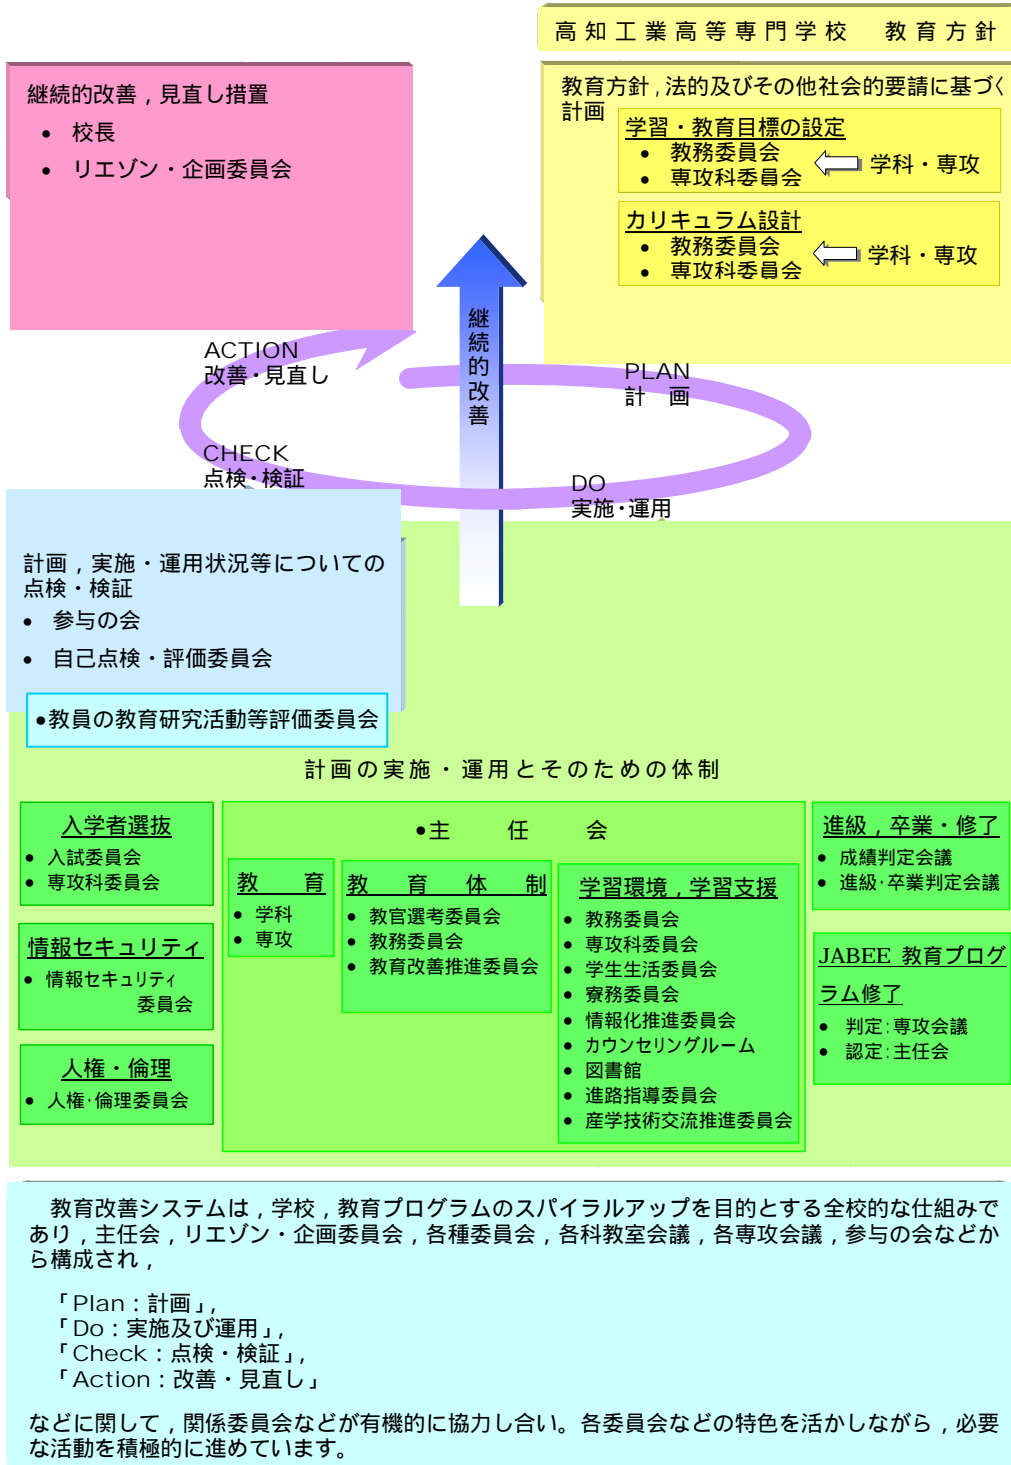 高知工業高等専門学校　教育方針
教育方針，法的及びその他社会的要請に基づく
計画
学習・教育目標の設定
● 教務委員会
● 専攻科委員会
学科・専攻
カリキュラム設計
● 教務委員会
● 専攻科委員会
学科・専攻
継続的改善，見直し措置
● 校長
● リエゾン・企画委員会
継続的改善
ACTION
改善・見直し
PLAN
計　画
CHECK
点検・検証
DO
実施・運用
計画，実施・運用状況等についての
点検・検証
● 参与の会
● 自己点検・評価委員会
●教員の教育研究活動等評価委員会
計画の実施・運用とそのための体制
入学者選抜
● 入試委員会
● 専攻科委員会
情報セキュリティ
● 情報セキュリティ
委員会
人権・倫理
● 人権・倫理委員会
●主　任　会
教　育
● 学科
● 専攻
教　育　体　制
● 教官選考委員会
● 教務委員会
● 教育改善推進委員会
学習環境，学習支援
● 教務委員会
● 専攻科委員会
● 学生生活委員会
● 寮務委員会
● 情報化推進委員会
● カウンセリングルーム
● 図書館
● 進路指導委員会
● 産学技術交流推進委員会
進級，卒業・修了
● 成績判定会議
● 進級・卒業判定会議
JABEE 教育プログ
ラム修了
● 判定：専攻会議
● 認定：主任会
　教育改善システムは，学校，教育プログラムのスパイラルアップを目的とする全校的な仕組みで
あり，主任会，リエゾン・企画委員会，各種委員会，各科教室会議，各専攻会議，参与の会などか
ら構成され，
「Plan：計画」，
「Do：実施及び運用」，
「Check：点検・検証」，
「Action：改善・見直し」
などに関して，関係委員会などが有機的に協力し合い。各委員会などの特色を活かしながら，必要
な活動を積極的に進めています。